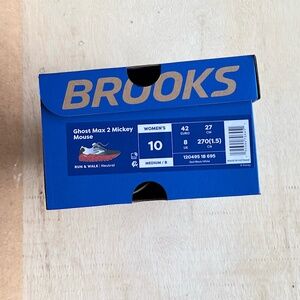 BROOKS
Ghost Max 2 Mickey
Mouse
RUN & WALK | Neutral
WOMEN'S
10
MEDIUM / B
42
EURO
27
CM
8
UK
270(1.5)
CN
120495 1B 695